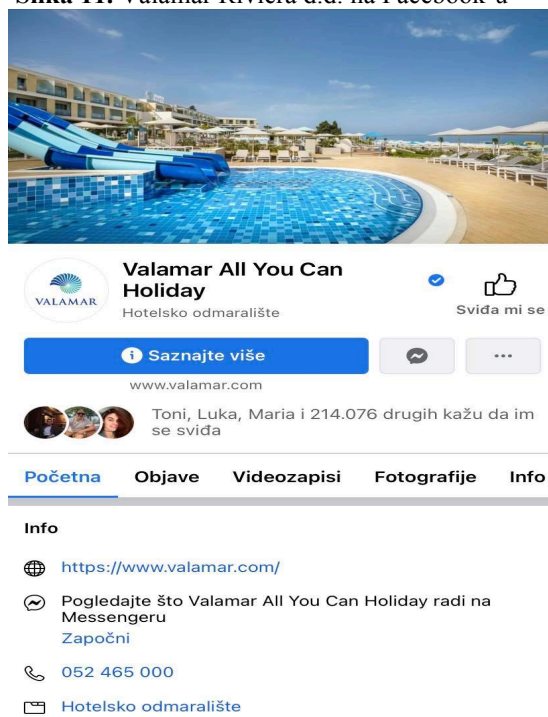 Slika 11: Valamar Riviera d.d. na Facebook-u
Valamar All You Can
Holiday
Hotelsko odmaralište
VALAMAR
Sviđa mi se
Saznajte više
www.valamar.com
Toni, Luka, Maria i 214.076 drugih kažu da im
se sviđa
Početna Objave Videozapisi Fotografije Info
Info
https://www.valamar.com/
Pogledajte što Valamar All You Can Holiday radi na
Messengeru
Započni
052 465 000
Hotelsko odmaralište